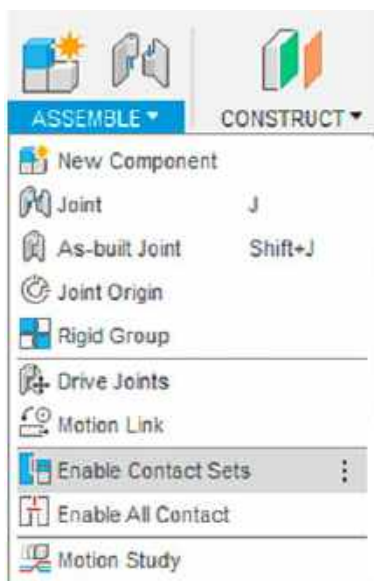 ASSEMBLE CONSTRUCT
New Component
Joint J
As-built Joint Shift+J
Joint Origin
Rigid Group
Drive Joints
Motion Link
Enable Contact Sets
Enable All Contact
Motion Study